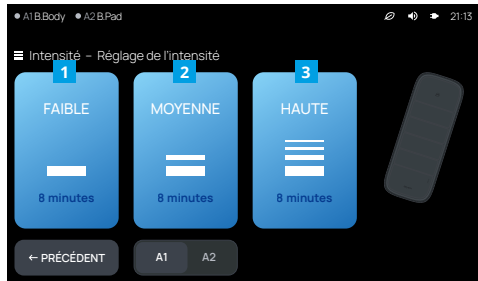 A1 B.Body A2 B.Pad 21:13
Intensité – Réglage de l'intensité
1 2 3
FAIBLE MOYENNE HAUTE
8 minutes 8 minutes 8 minutes
← PRÉCÉDENT A1 A2